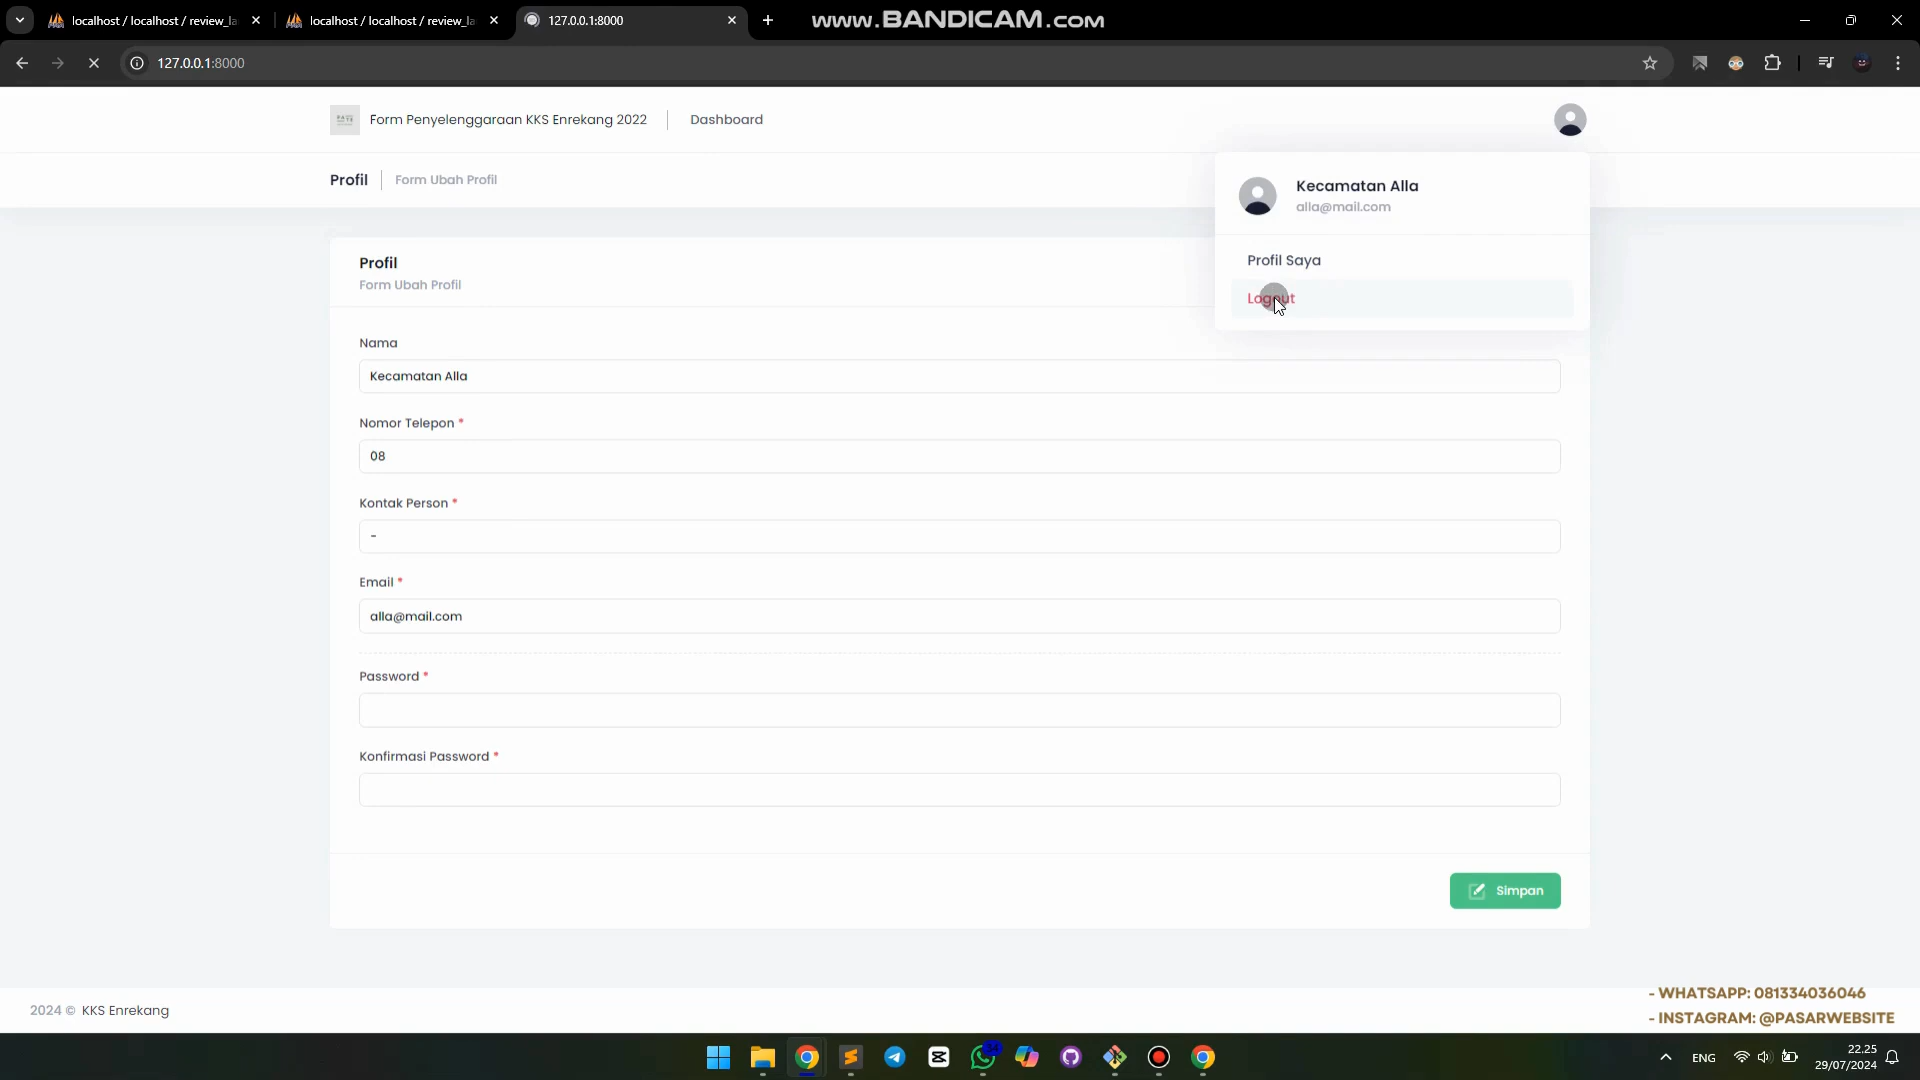 localhost / localhost / review_la
localhost / localhost / review_la
127.0.0.1:8000
www.BANDICAM.com
127.0.0.1:8000
Form Penyelenggaraan KKS Enrekang 2022
Dashboard
Profil
Form Ubah Profil
Kecamatan Alla
alla@mail.com
Profil Saya
Logout
Profil
Form Ubah Profil
Nama
Kecamatan Alla
Nomor Telepon *
08
Kontak Person *
-
Email *
alla@mail.com
Password *
Konfirmasi Password *
Simpan
2024 © KKS Enrekang
- WHATSAPP: 081334036046
- INSTAGRAM: @PASARWEBSITE
ENG
22.25
29/07/2024